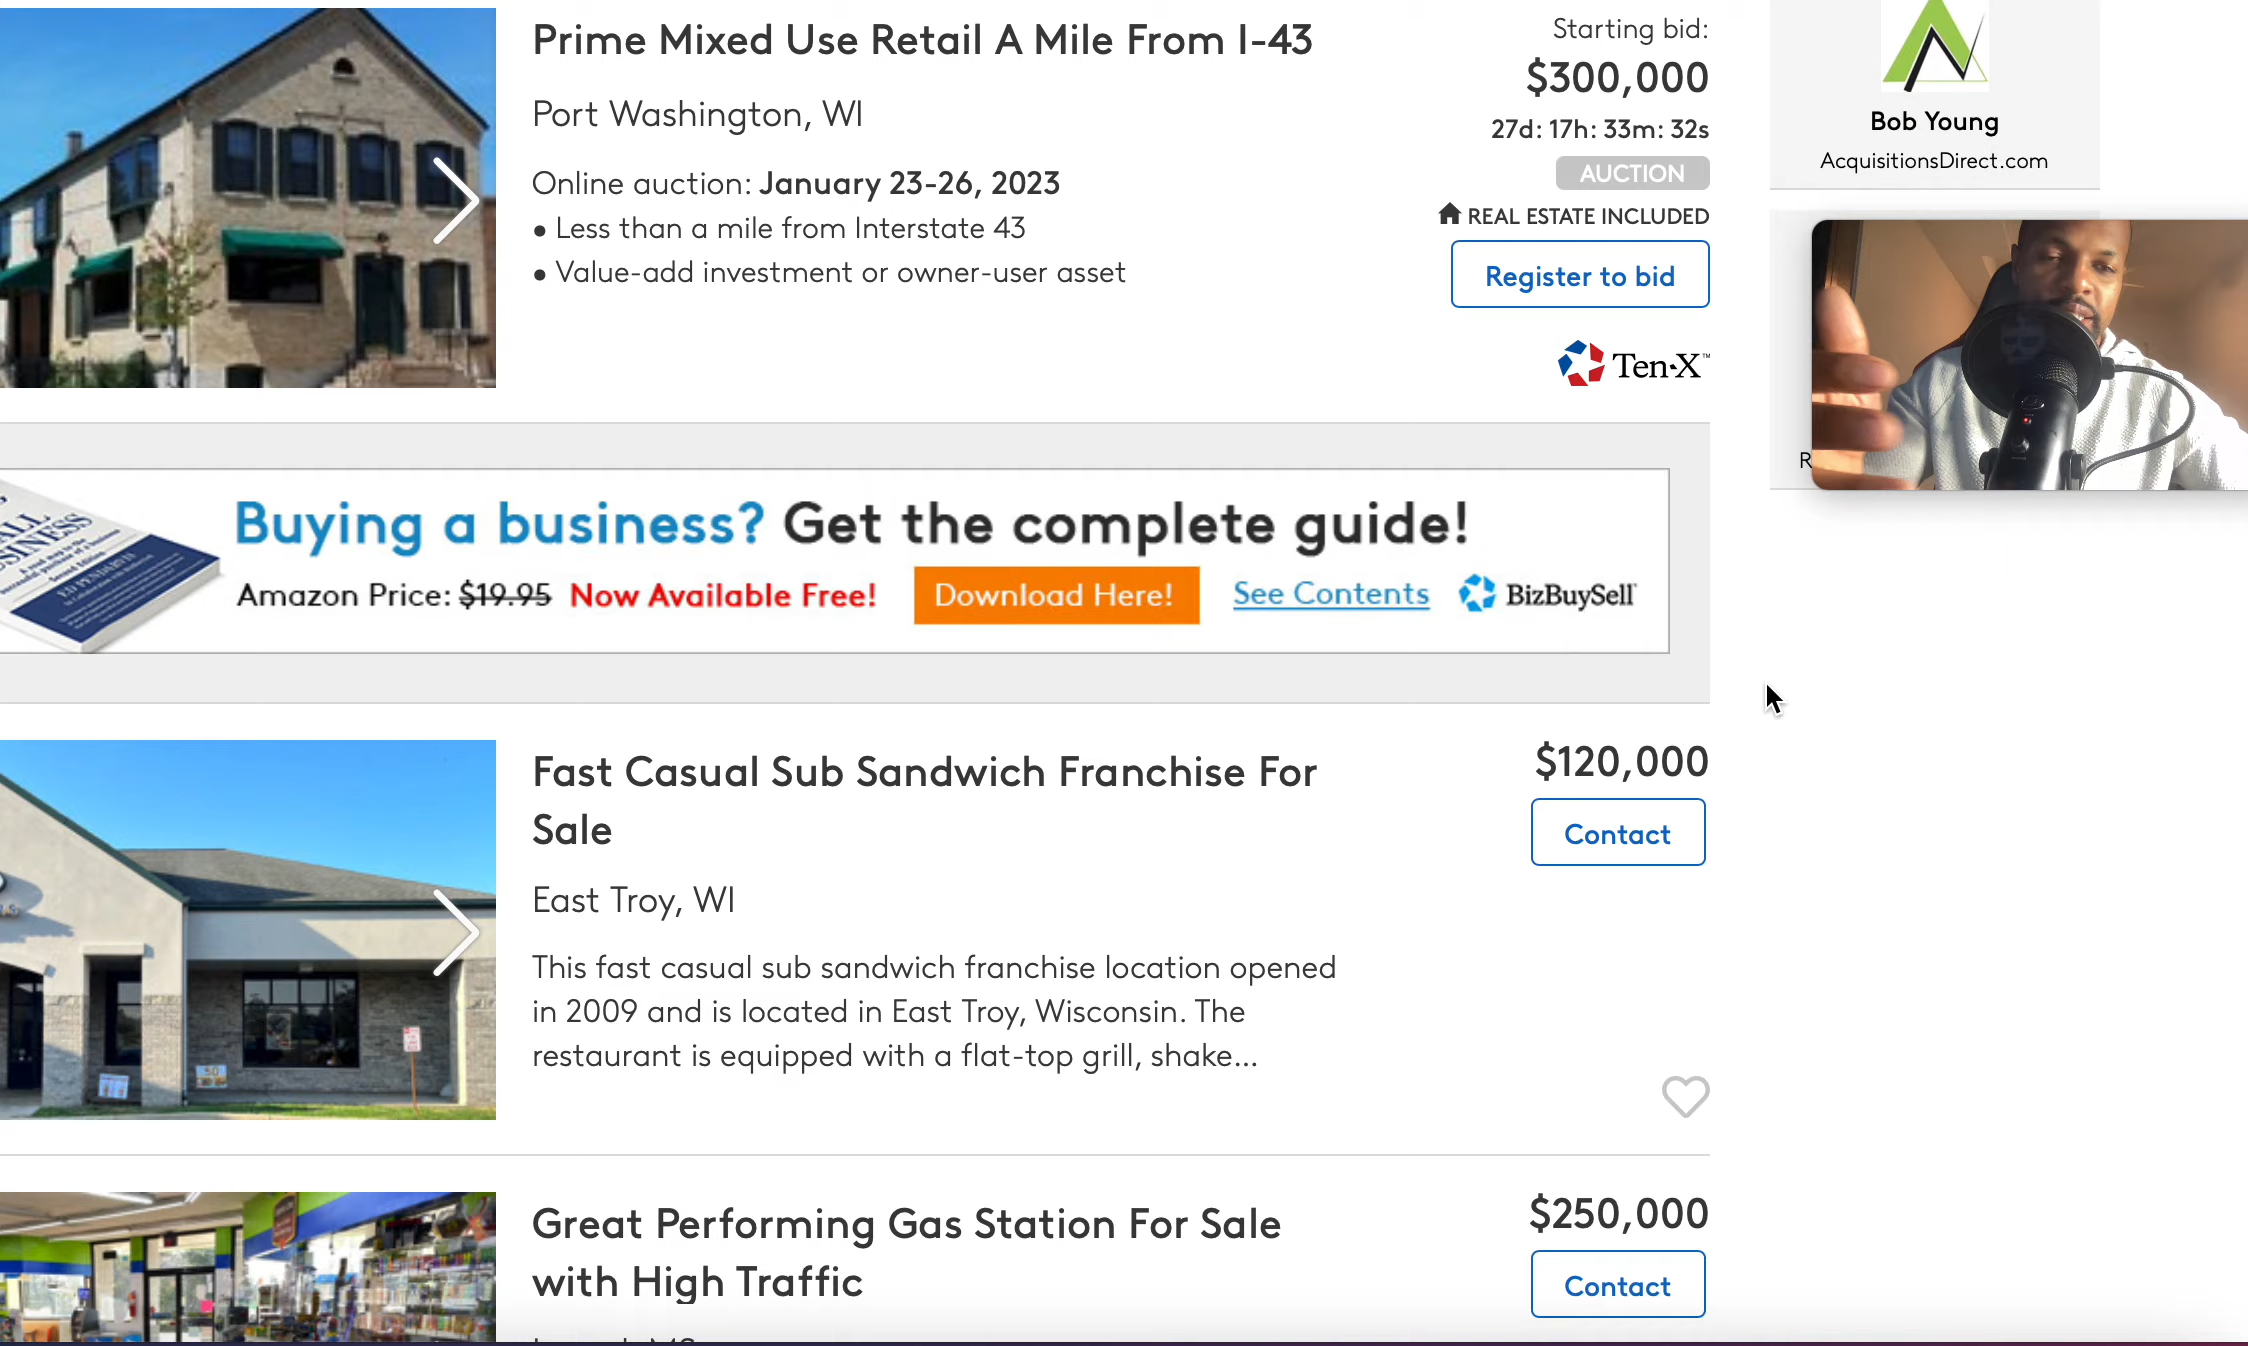 Prime Mixed Use Retail A Mile From I-43
Port Washington, WI
Online auction: January 23-26, 2023
• Less than a mile from Interstate 43
• Value-add investment or owner-user asset
Starting bid:
$300,000
27d: 17h: 33m: 32s
AUCTION
REAL ESTATE INCLUDED
Register to bid
Ten-X™
Bob Young
AcquisitionsDirect.com
R
Buying a business? Get the complete guide!
Amazon Price: $19.95 Now Available Free! Download Here! See Contents BizBuySell
Fast Casual Sub Sandwich Franchise For
Sale
East Troy, WI
This fast casual sub sandwich franchise location opened
in 2009 and is located in East Troy, Wisconsin. The
restaurant is equipped with a flat-top grill, shake...
$120,000
Contact
Great Performing Gas Station For Sale
with High Traffic
$250,000
Contact